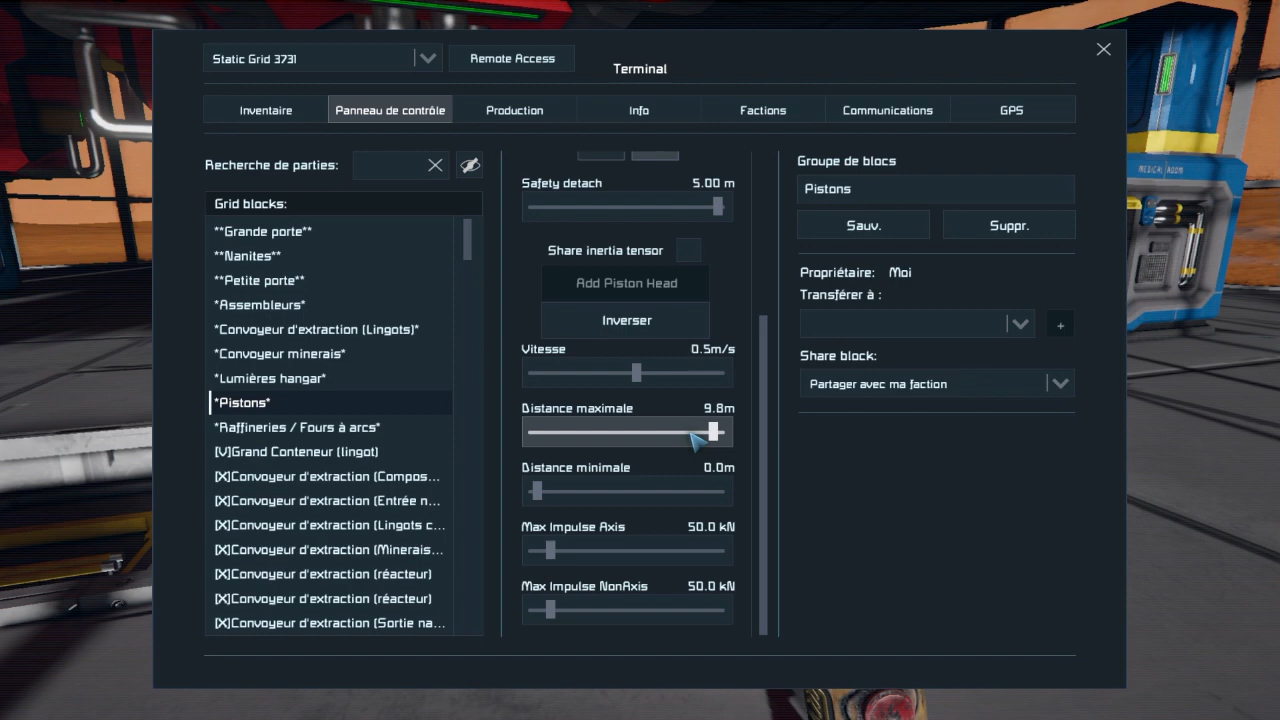 Static Grid 3731
Remote Access
Terminal
Inventaire
Panneau de contrôle
Production
Info
Factions
Communications
GPS
Recherche de parties:
Grid blocks:
**Grande porte**
**Nanites**
**Petite porte**
*Assembleurs*
*Convoyeur d'extraction (Lingots)*
*Convoyeur minerais*
*Lumières hangar*
*Pistons*
*Raffineries / Fours à arcs*
[V]Grand Conteneur (lingot)
[X]Convoyeur d'extraction (Compos...
[X]Convoyeur d'extraction (Entrée n...
[X]Convoyeur d'extraction (Lingots c...
[X]Convoyeur d'extraction (Minerais...
[X]Convoyeur d'extraction (réacteur)
[X]Convoyeur d'extraction (réacteur)
[X]Convoyeur d'extraction (Sortie na...
Safety detach 5.00 m
Share inertia tensor
Add Piston Head
Inverser
Vitesse 0.5m/s
Distance maximale 9.8m
Distance minimale 0.0m
Max Impulse Axis 50.0 kN
Max Impulse NonAxis 50.0 kN
Groupe de blocs
Pistons
Sauv.
Suppr.
Propriétaire: Moi
Transférer à :
+
Share block:
Partager avec ma faction
MEDICAL ROOM